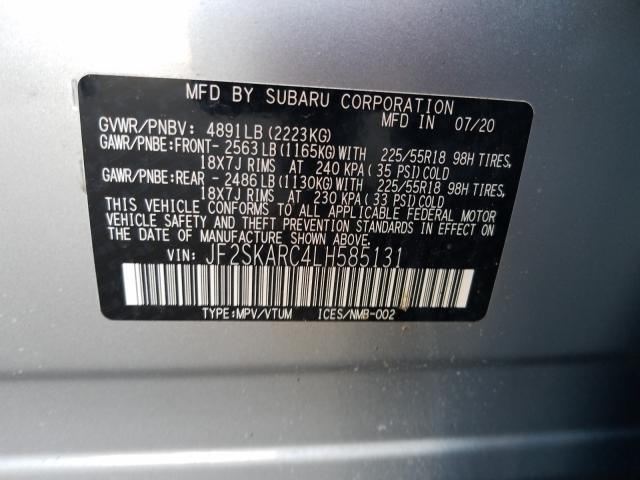 MFD BY SUBARU CORPORATION
MFD IN 07/20
GVWR/PNBV: 4891LB(2223KG)
GAWR/PNBE:FRONT-2563LB(1165KG)WITH 225/55R18 98H TIRES,
18X7J RIMS AT 240 KPA(35 PSI)COLD
GAWR/PNBE:REAR -2486LB(1130KG)WITH 225/55R18 98H TIRES,
18X7J RIMS AT 230 KPA(33 PSI)COLD
THIS VEHICLE CONFORMS TO ALL APPLICABLE FEDERAL MOTOR
VEHICLE SAFETY AND THEFT PREVENTION STANDARDS IN EFFECT ON
THE DATE OF MANUFACTURE SHOWN ABOVE.
VIN: JF2SKARC4LH585131
TYPE:MPV/VTUM ICES/NMB-002